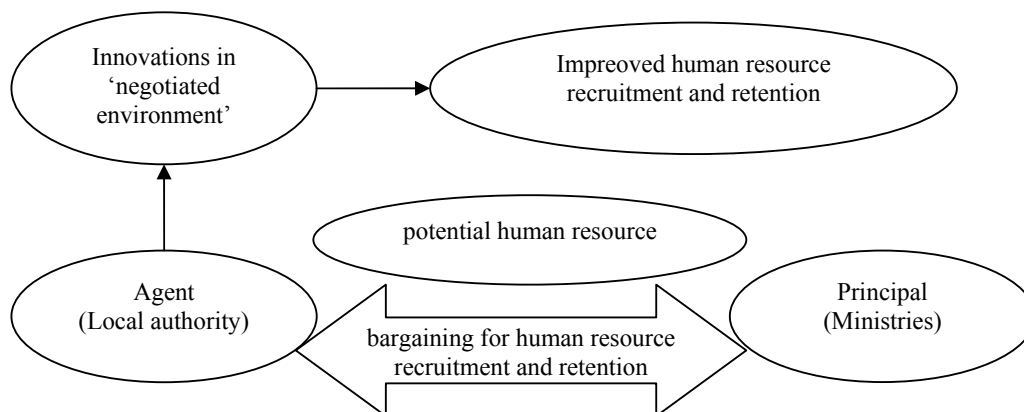 Innovations in
‘negotiated
environment’
Impreoved human resource
recruitment and retention
potential human resource
Agent
(Local authority)
Principal
(Ministries)
bargaining for human resource
recruitment and retention